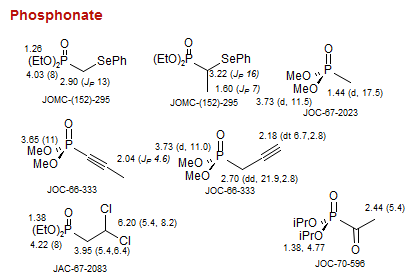 Phosphonate
1.26
O
(EtO)2P SePh
4.03 (8)
2.90 (JP 13)
JOMC-(152)-295
O
(EtO)2P SePh
3.22 (JP 16)
1.60 (JP 7)
JOMC-(152)-295
O
MeO P
MeO
1.44 (d, 17.5)
3.73 (d, 11.5)
JOC-67-2023
3.65 (11)
O
MeO P
MeO
2.04 (JP 4.6)
JOC-66-333
3.73 (d, 11.0)
O
MeO P
MeO
2.18 (dt 6.7,2.8)
2.70 (dd, 21.9,2.8)
JOC-66-333
1.38
O
(EtO)2P
Cl
6.20 (5.4, 8.2)
Cl
4.22 (8)
3.95 (5.4,6.4)
JAC-67-2083
O
iPrO P
iPrO
2.44 (5.4)
O
1.38, 4.77
JOC-70-596